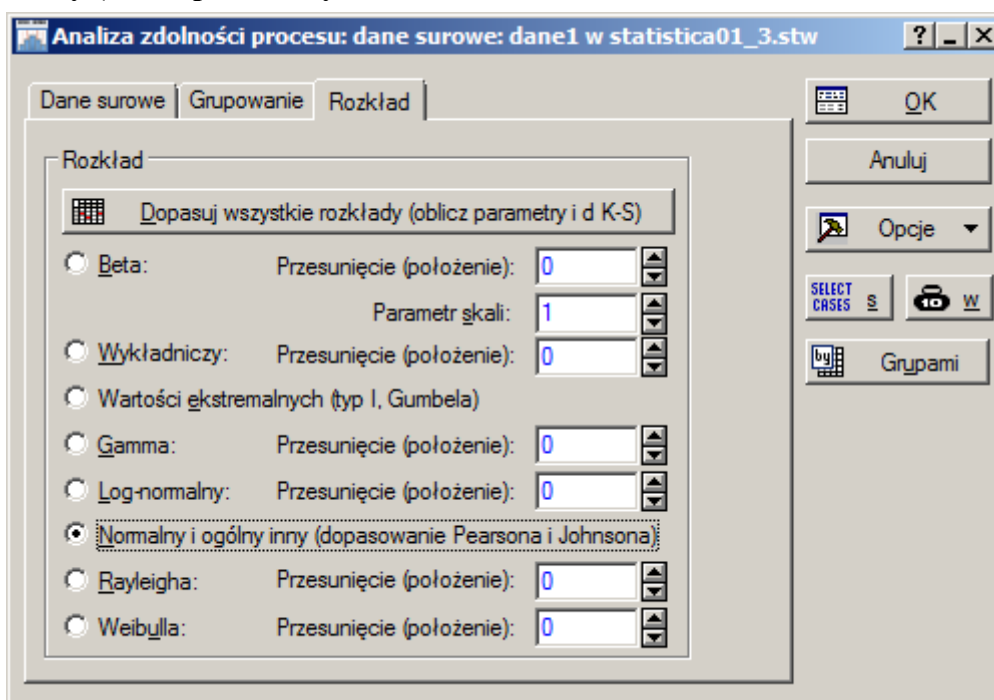 Analiza zdolności procesu: dane surowe: dane1 w statistica01_3.stw
Dane surowe Grupowanie Rozkład
OK
Anuluj
Opcje
SELECT CASES s
10 w
by Grupami
Rozkład
Dopasuj wszystkie rozkłady (oblicz parametry i d K-S)
Beta: Przesunięcie (położenie): 0
Parametr skali: 1
Wykładniczy: Przesunięcie (położenie): 0
Wartości ekstremalnych (typ I, Gumbela)
Gamma: Przesunięcie (położenie): 0
Log-normalny: Przesunięcie (położenie): 0
Normalny i ogólny inny (dopasowanie Pearsona i Johnsona)
Rayleigha: Przesunięcie (położenie): 0
Weibulla: Przesunięcie (położenie): 0